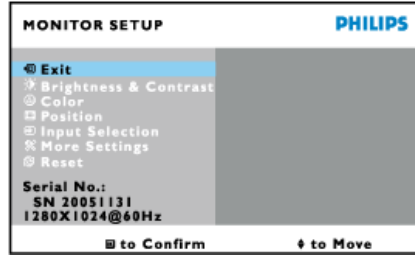 MONITOR SETUP
PHILIPS
Exit
Brightness & Contrast
Color
Position
Input Selection
More Settings
Reset
Serial No.:
SN 20051131
1280X1024@60Hz
to Confirm
to Move